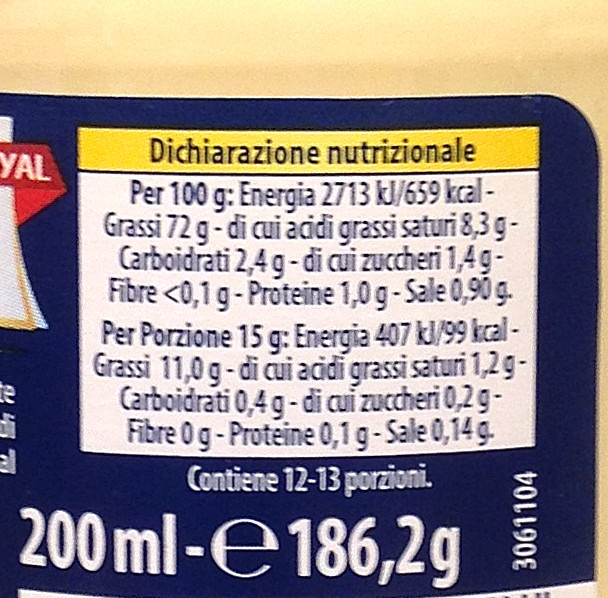 YAL
Dichiarazione nutrizionale
Per 100 g: Energia 2713 kJ/659 kcal -
Grassi 72 g - di cui acidi grassi saturi 8,3 g -
Carboidrati 2,4 g - di cui zuccheri 1,4 g -
Fibre <0,1 g - Proteine 1,0 g - Sale 0,90 g.
Per Porzione 15 g: Energia 407 kJ/99 kcal -
Grassi 11,0 g - di cui acidi grassi saturi 1,2 g -
Carboidrati 0,4 g - di cui zuccheri 0,2 g -
Fibre 0 g - Proteine 0,1 g - Sale 0,14 g.
te
di
al
Contiene 12-13 porzioni.
200 ml - e 186,2 g
3061104